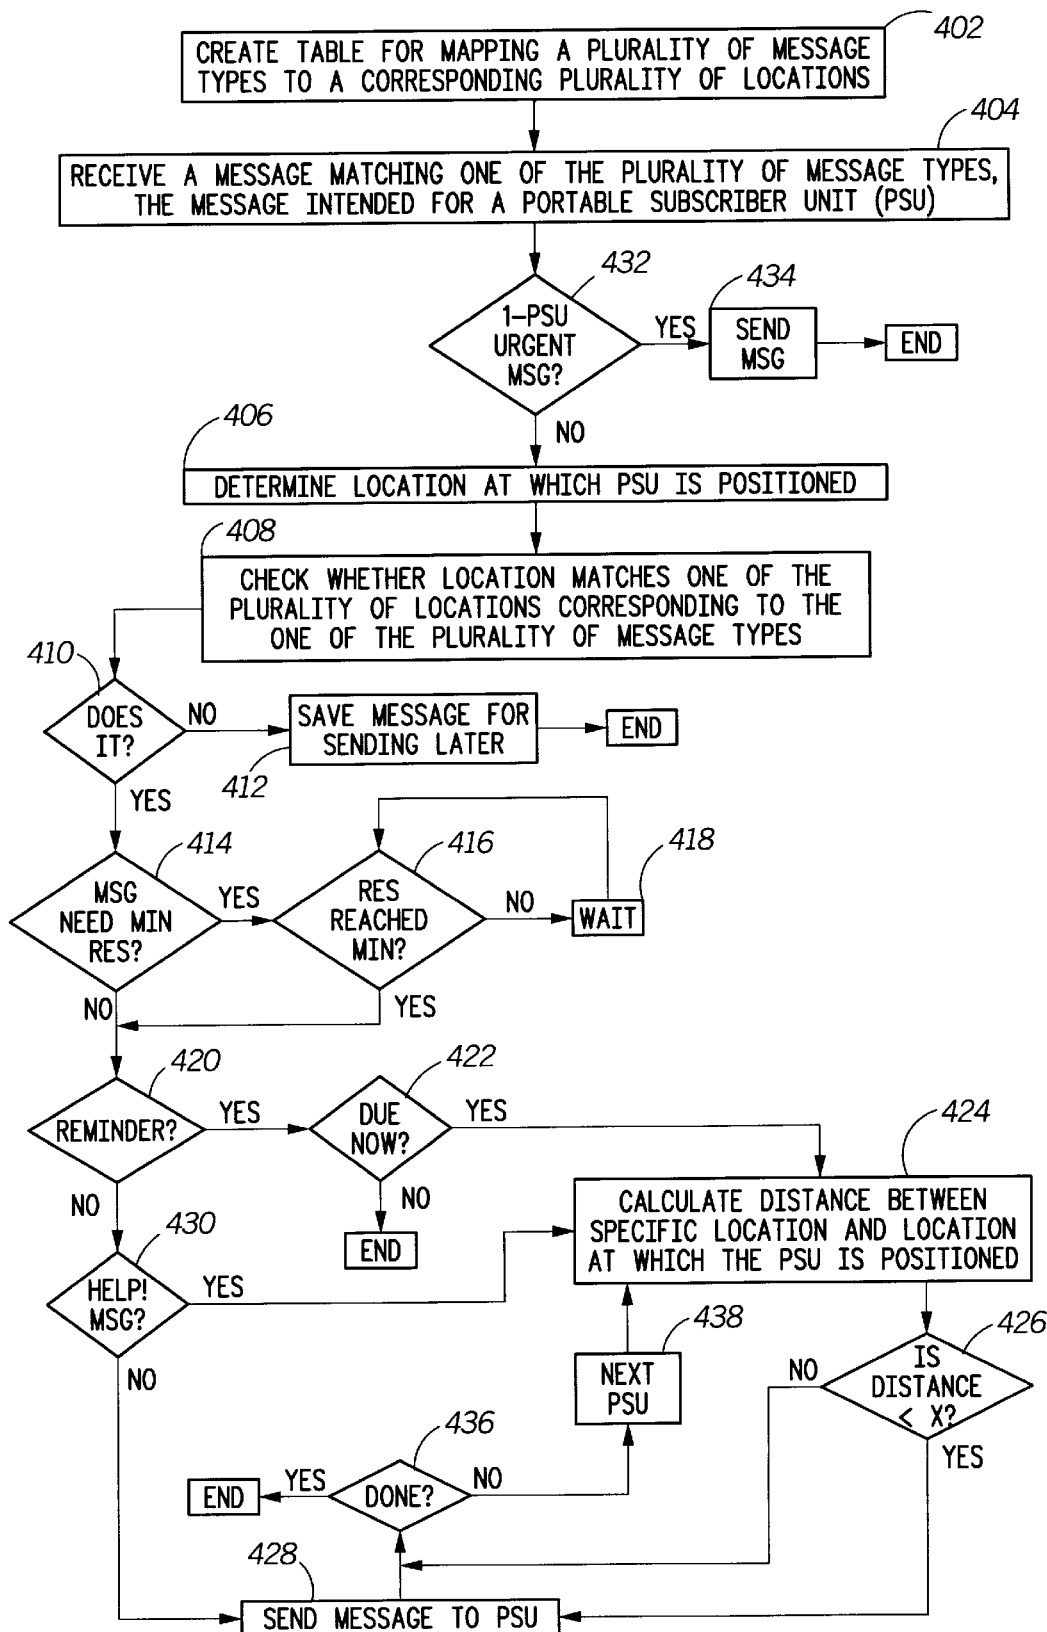 402
CREATE TABLE FOR MAPPING A PLURALITY OF MESSAGE
TYPES TO A CORRESPONDING PLURALITY OF LOCATIONS
404
RECEIVE A MESSAGE MATCHING ONE OF THE PLURALITY OF MESSAGE TYPES,
THE MESSAGE INTENDED FOR A PORTABLE SUBSCRIBER UNIT (PSU)
432
1-PSU
URGENT
MSG?
YES
434
SEND
MSG
END
NO
406
DETERMINE LOCATION AT WHICH PSU IS POSITIONED
408
CHECK WHETHER LOCATION MATCHES ONE OF THE
PLURALITY OF LOCATIONS CORRESPONDING TO THE
ONE OF THE PLURALITY OF MESSAGE TYPES
410
DOES
IT?
NO
SAVE MESSAGE FOR
SENDING LATER
412
END
YES
414
MSG
NEED MIN
RES?
YES
416
RES
REACHED
MIN?
NO
418
WAIT
NO
YES
420
REMINDER?
YES
422
DUE
NOW?
YES
NO
END
424
CALCULATE DISTANCE BETWEEN
SPECIFIC LOCATION AND LOCATION
AT WHICH THE PSU IS POSITIONED
NO
430
HELP!
MSG?
YES
NO
438
NEXT
PSU
426
IS
DISTANCE
< X?
NO
YES
436
DONE?
YES
END
NO
428
SEND MESSAGE TO PSU